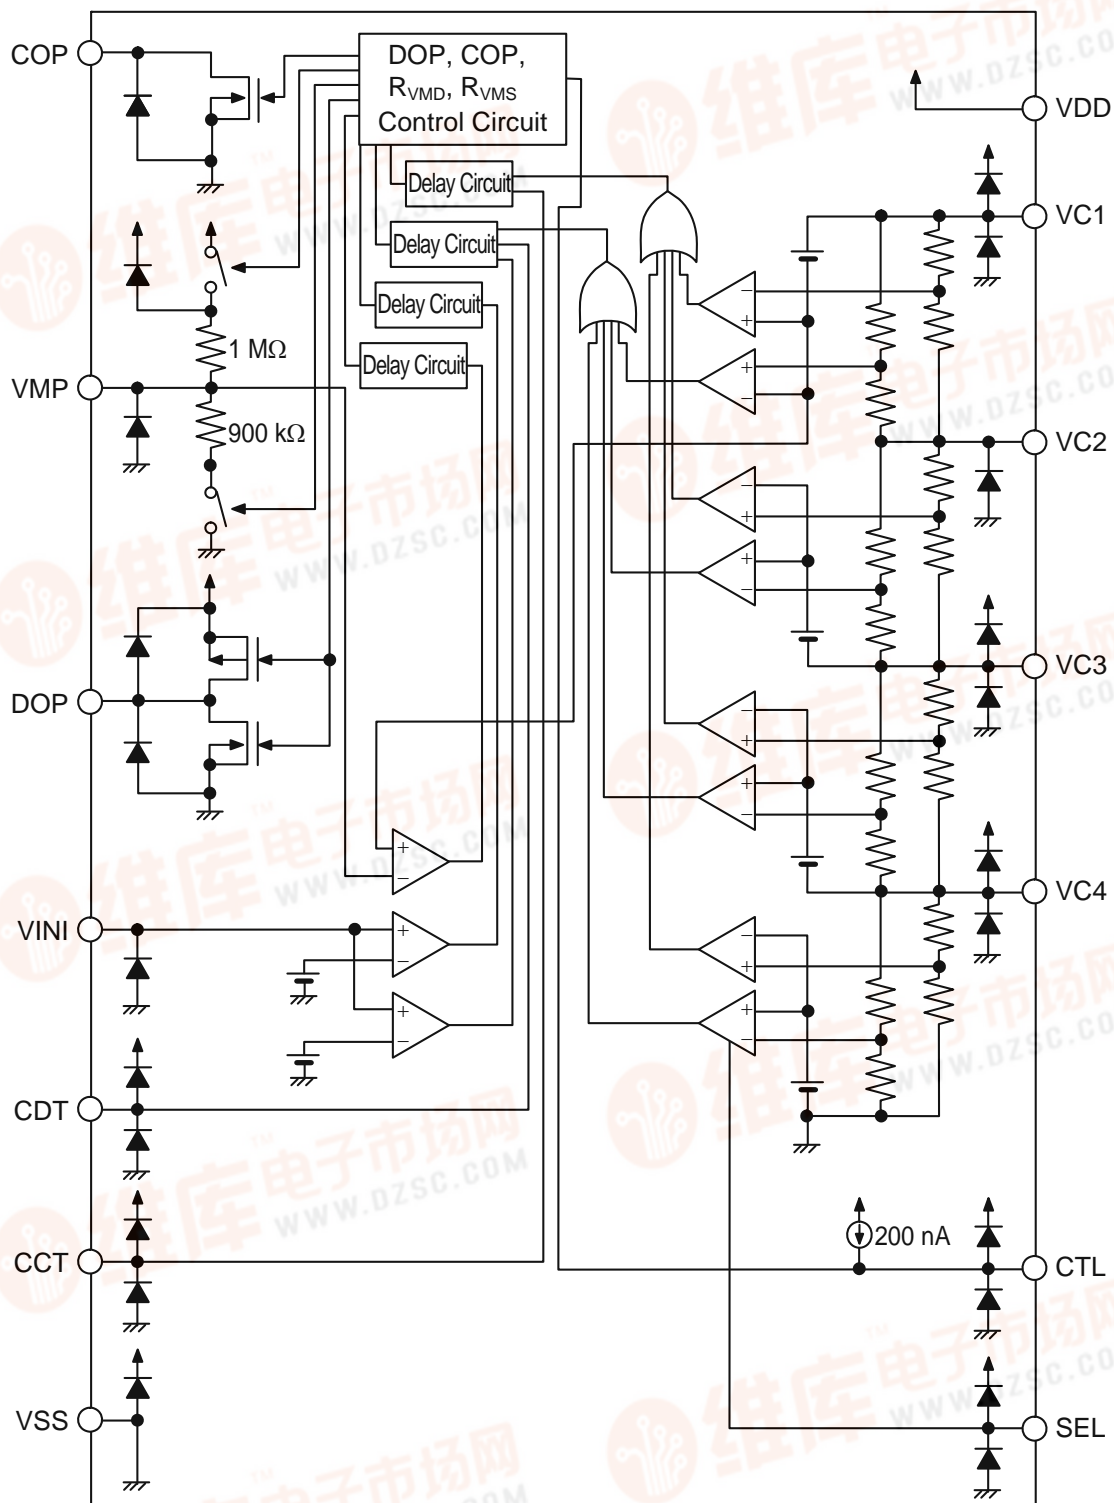 COP
DOP, COP,
RVMD, RVMS
Control Circuit
VDD
Delay Circuit
VC1
Delay Circuit
Delay Circuit
1 MΩ
Delay Circuit
VMP
900 kΩ
VC2
VC3
DOP
VC4
VINI
CDT
200 nA
CCT
CTL
VSS
SEL
+
−
+
−
+
−
−
+
+
−
−
+
+
−
−
+
+
−
−
+
+
−
维库电子市场网
WWW.DZSC.COM
TM